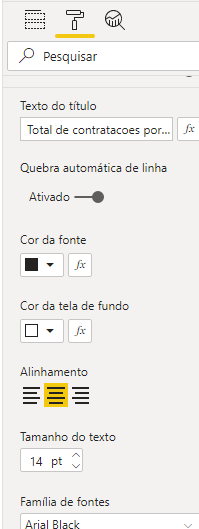 Pesquisar
Texto do título
Total de contratacoes por...
fx
Quebra automática de linha
Ativado
Cor da fonte
fx
Cor da tela de fundo
fx
Alinhamento
Tamanho do texto
14 pt
Família de fontes
Arial Black